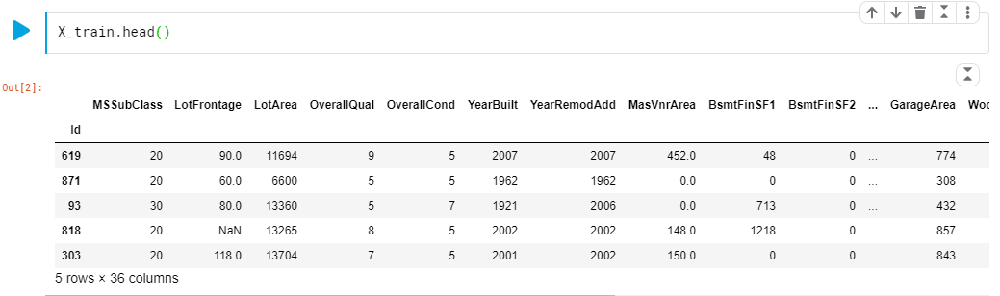 X_train.head()
Out[2]:
MSSubClass LotFrontage LotArea OverallQual OverallCond YearBuilt YearRemodAdd MasVnrArea BsmtFinSF1 BsmtFinSF2 ... GarageArea Woo
Id
619 20 90.0 11694 9 5 2007 2007 452.0 48 0 ... 774
871 20 60.0 6600 5 5 1962 1962 0.0 0 0 ... 308
93 30 80.0 13360 5 7 1921 2006 0.0 713 0 ... 432
818 20 NaN 13265 8 5 2002 2002 148.0 1218 0 ... 857
303 20 118.0 13704 7 5 2001 2002 150.0 0 0 ... 843
5 rows × 36 columns